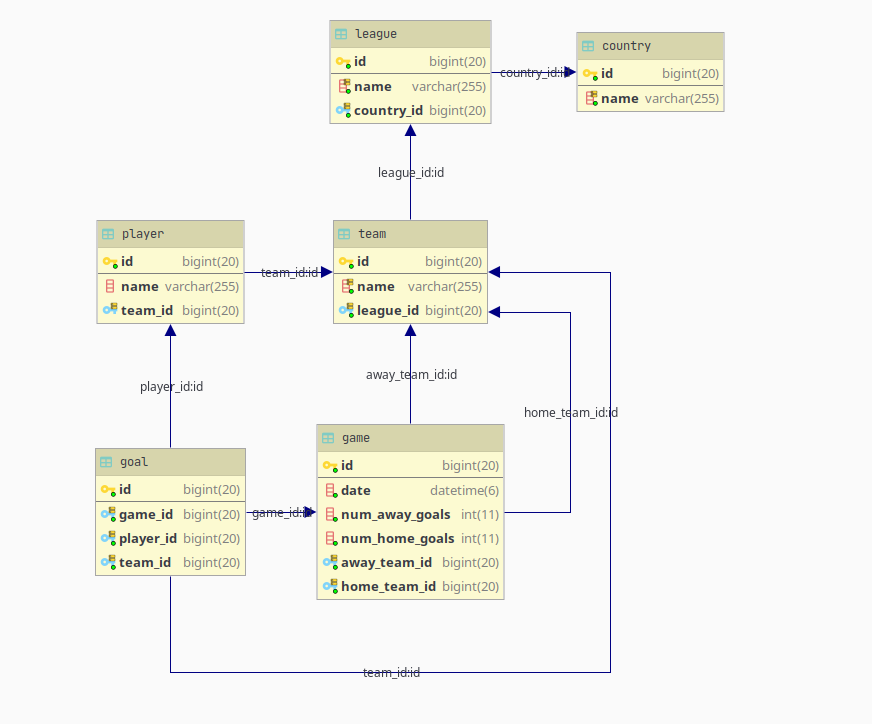 league
id bigint(20)
name varchar(255)
country_id bigint(20)
country_id:id
country
id bigint(20)
name varchar(255)
league_id:id
player
id bigint(20)
name varchar(255)
team_id bigint(20)
team_id:id
team
id bigint(20)
name varchar(255)
league_id bigint(20)
player_id:id
away_team_id:id
home_team_id:id
goal
id bigint(20)
game_id bigint(20)
player_id bigint(20)
team_id bigint(20)
game_id:id
game
id bigint(20)
date datetime(6)
num_away_goals int(11)
num_home_goals int(11)
away_team_id bigint(20)
home_team_id bigint(20)
team_id:id